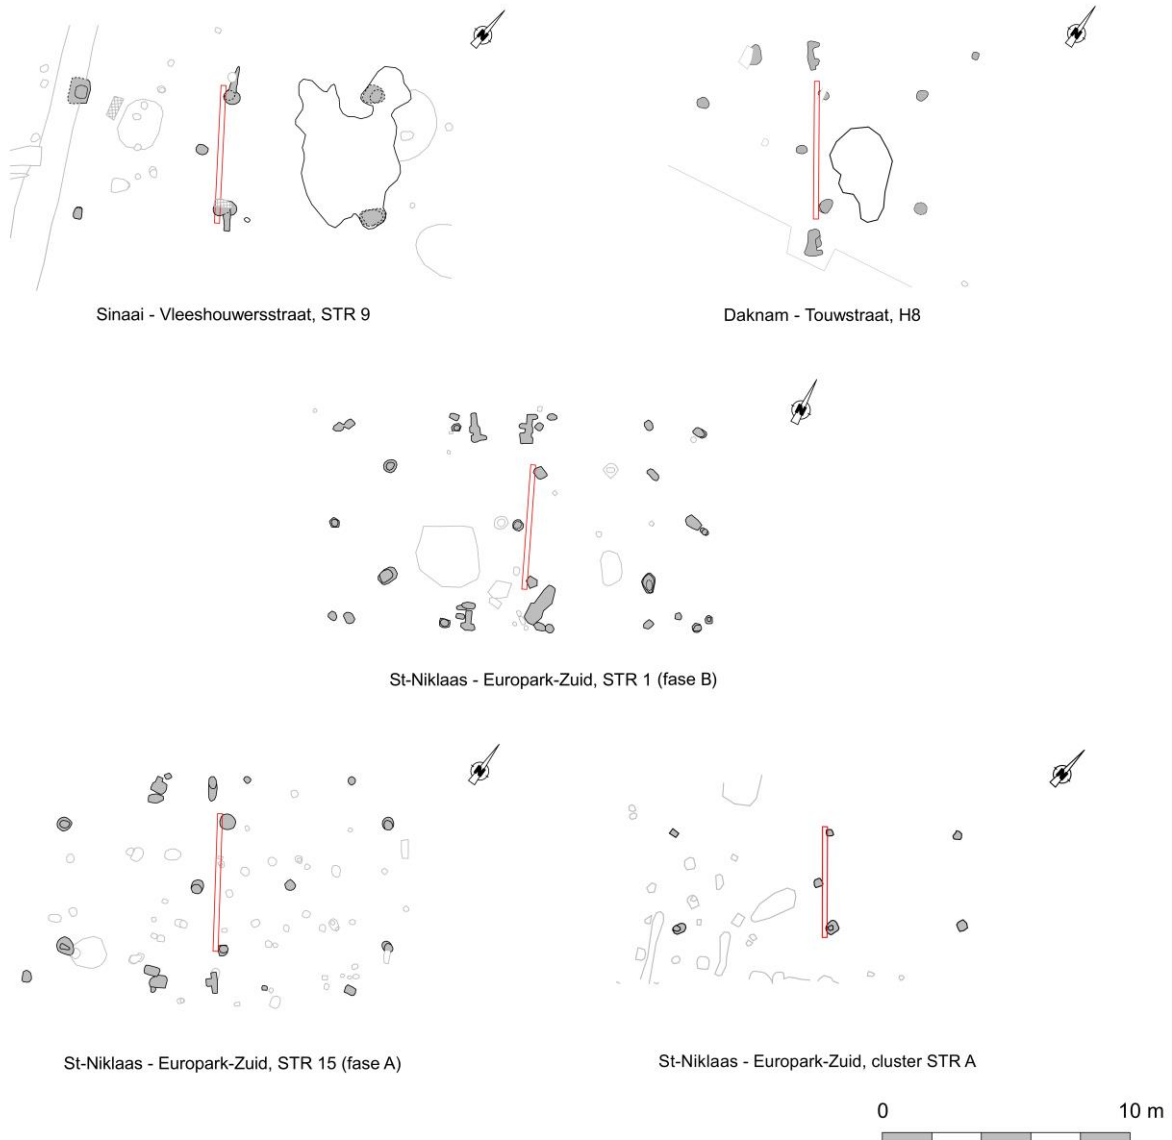 N
N
Sinaai - Vleeshouwersstraat, STR 9
Daknam - Touwstraat, H8
N
St-Niklaas - Europark-Zuid, STR 1 (fase B)
N
N
St-Niklaas - Europark-Zuid, STR 15 (fase A)
St-Niklaas - Europark-Zuid, cluster STR A
0 10 m